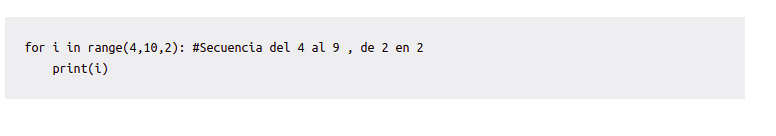 for i in range(4,10,2): #Secuencia del 4 al 9 , de 2 en 2
    print(i)